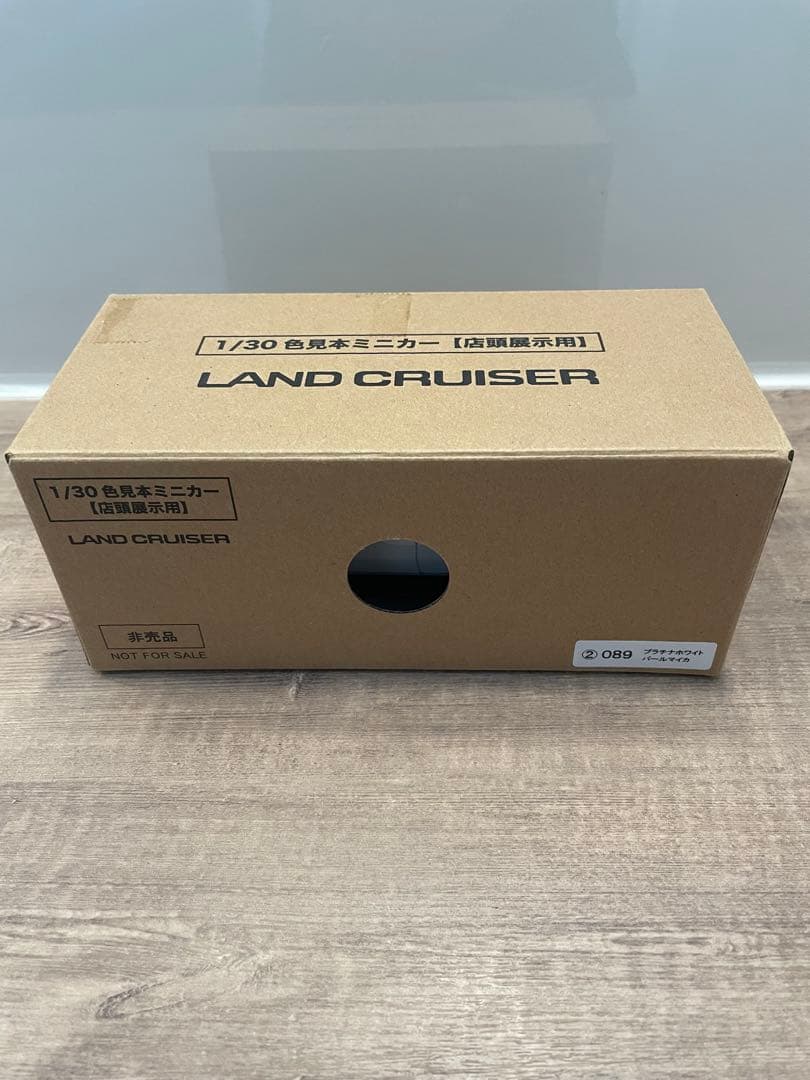 1/30 色見本ミニカー【店頭展示用】
LAND CRUISER
1/30 色見本ミニカー
【店頭展示用】
LAND CRUISER
非売品
NOT FOR SALE
② 089 プラチナホワイト
パールマイカ